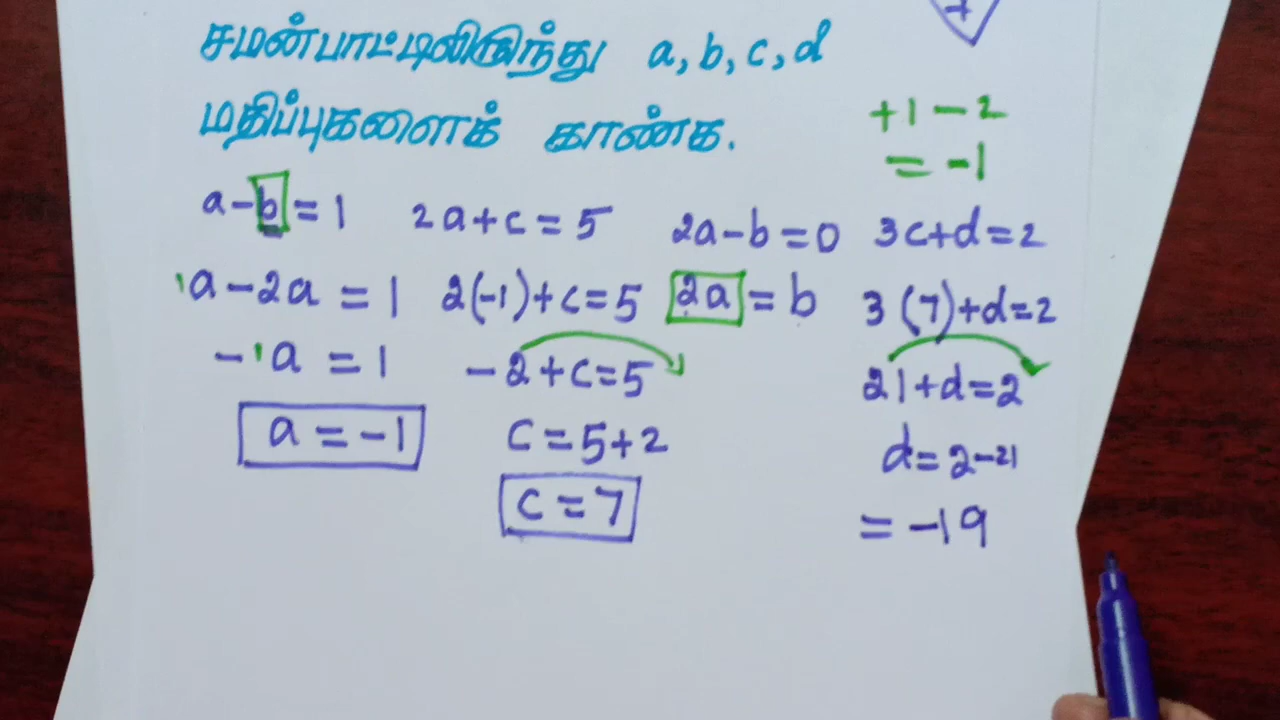 சமன்பாட்டிலிருந்து a, b, c, d
மதிப்புகளைக் காண்க.
+1 - 2
= -1
a - b = 1
a - 2a = 1
- 1a = 1
a = -1
2a + c = 5
2(-1) + c = 5
-2 + c = 5
c = 5 + 2
c = 7
2a - b = 0
2a = b
3c + d = 2
3(7) + d = 2
21 + d = 2
d = 2 - 21
= -19